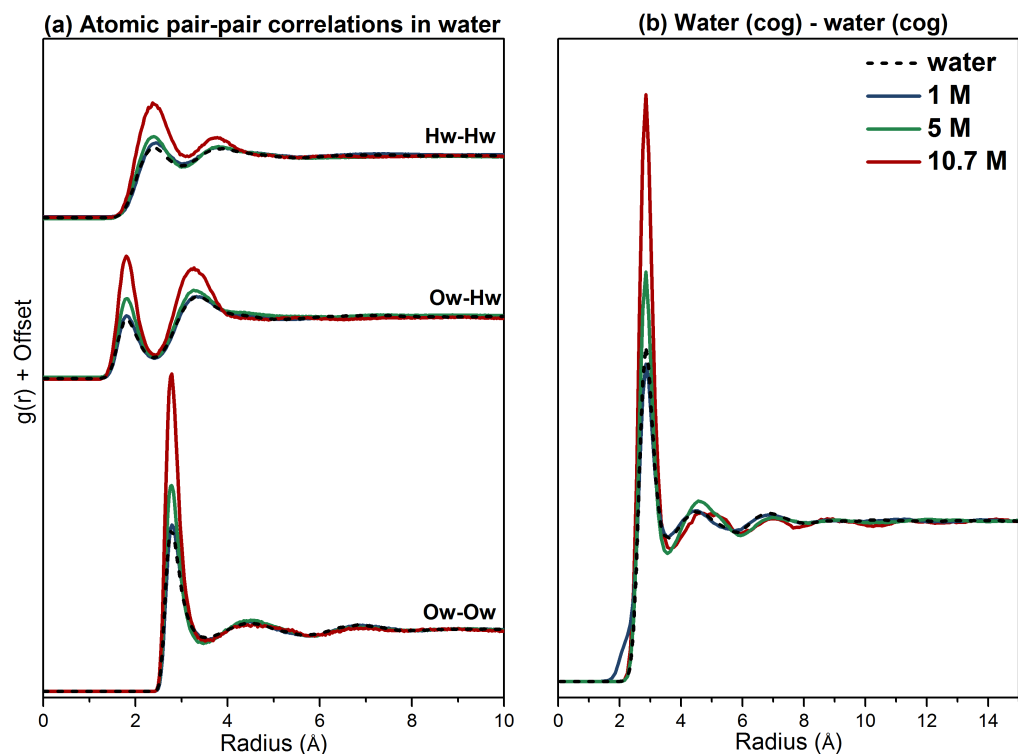 (a) Atomic pair-pair correlations in water
(b) Water (cog) - water (cog)
water
1 M
5 M
10.7 M
Hw-Hw
Ow-Hw
Ow-Ow
g(r) + Offset
0 2 4 6 8 10
0 2 4 6 8 10 12 14
Radius (Å)
Radius (Å)